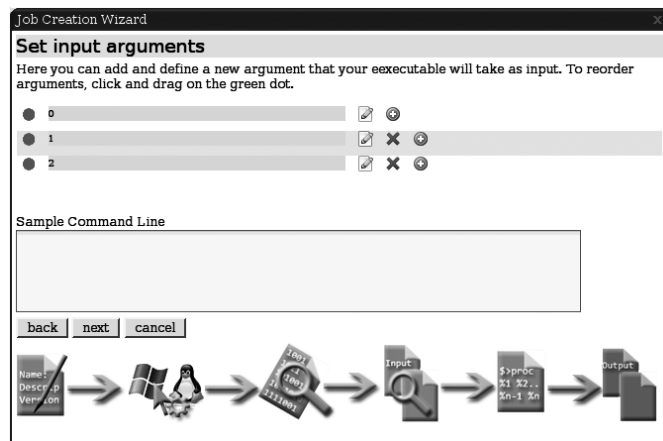 Job Creation Wizard x
Set input arguments
Here you can add and define a new argument that your eexecutable will take as input. To reorder
arguments, click and drag on the green dot.
0
1
2
Sample Command Line
back next cancel
Name:
Descrip
Version
1001
1001
1111001
Input
$>proc
%1 %2..
%n-1 %n
Output